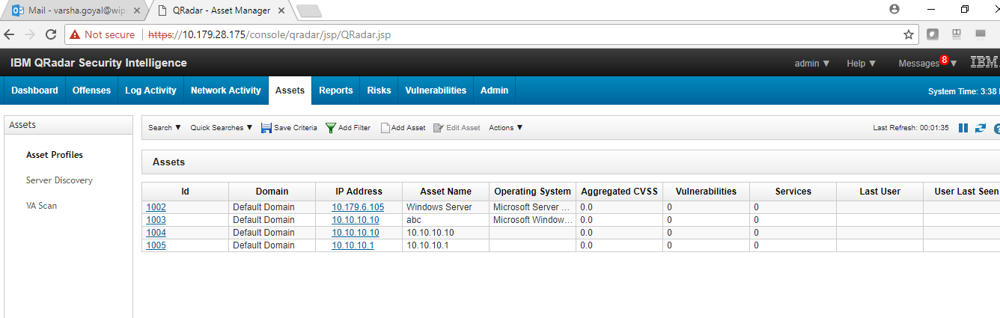 Mail - varsha.goyal@wip
QRadar - Asset Manager
Not secure https://10.179.28.175/console/qradar/jsp/QRadar.jsp
IBM QRadar Security Intelligence
admin ▼ Help ▼ Messages 8 ▼ IBM.
Dashboard Offenses Log Activity Network Activity Assets Reports Risks Vulnerabilities Admin
System Time: 3:38
Assets
Asset Profiles
Server Discovery
VA Scan
Search ▼ Quick Searches ▼ Save Criteria Add Filter Add Asset Edit Asset Actions ▼
Last Refresh: 00:01:35
Assets
Id Domain IP Address Asset Name Operating System Aggregated CVSS Vulnerabilities Services Last User User Last Seen
1002 Default Domain 10.179.6.105 Windows Server Microsoft Server ... 0.0 0 0
1003 Default Domain 10.10.10.10 abc Microsoft Window... 0.0 0 0
1004 Default Domain 10.10.10.10 10.10.10.10 0.0 0 0
1005 Default Domain 10.10.10.1 10.10.10.1 0.0 0 0